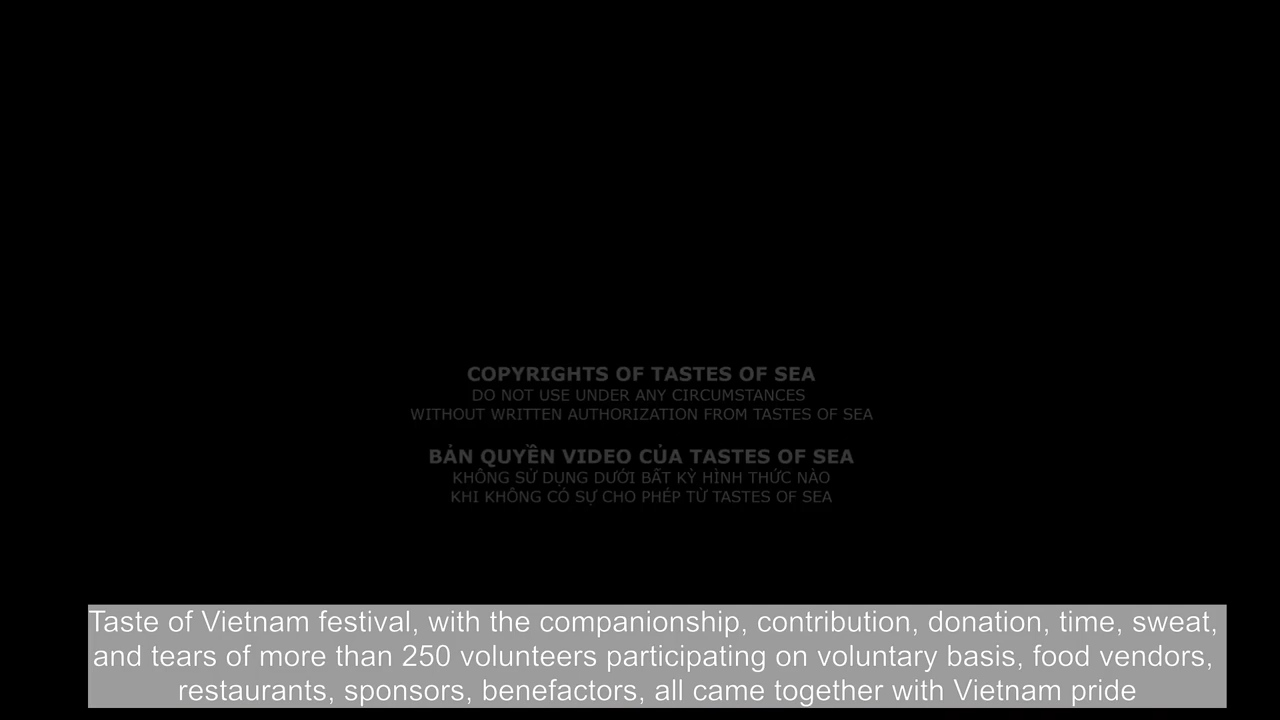 COPYRIGHTS OF TASTES OF SEA
DO NOT USE UNDER ANY CIRCUMSTANCES
WITHOUT WRITTEN AUTHORIZATION FROM TASTES OF SEA
BẢN QUYỀN VIDEO CỦA TASTES OF SEA
KHÔNG SỬ DỤNG DƯỚI BẤT KỲ HÌNH THỨC NÀO
KHI KHÔNG CÓ SỰ CHO PHÉP TỪ TASTES OF SEA
Taste of Vietnam festival, with the companionship, contribution, donation, time, sweat,
and tears of more than 250 volunteers participating on voluntary basis, food vendors,
restaurants, sponsors, benefactors, all came together with Vietnam pride